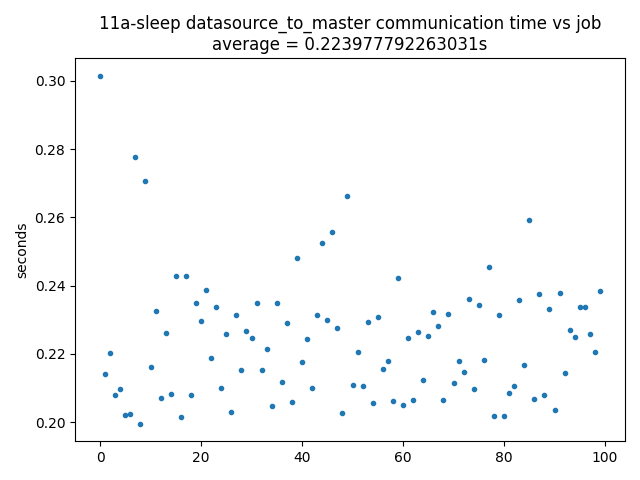 11a-sleep datasource_to_master communication time vs job
average = 0.223977792263031s
0.30
0.28
0.26
0.24
0.22
0.20
seconds
0 20 40 60 80 100